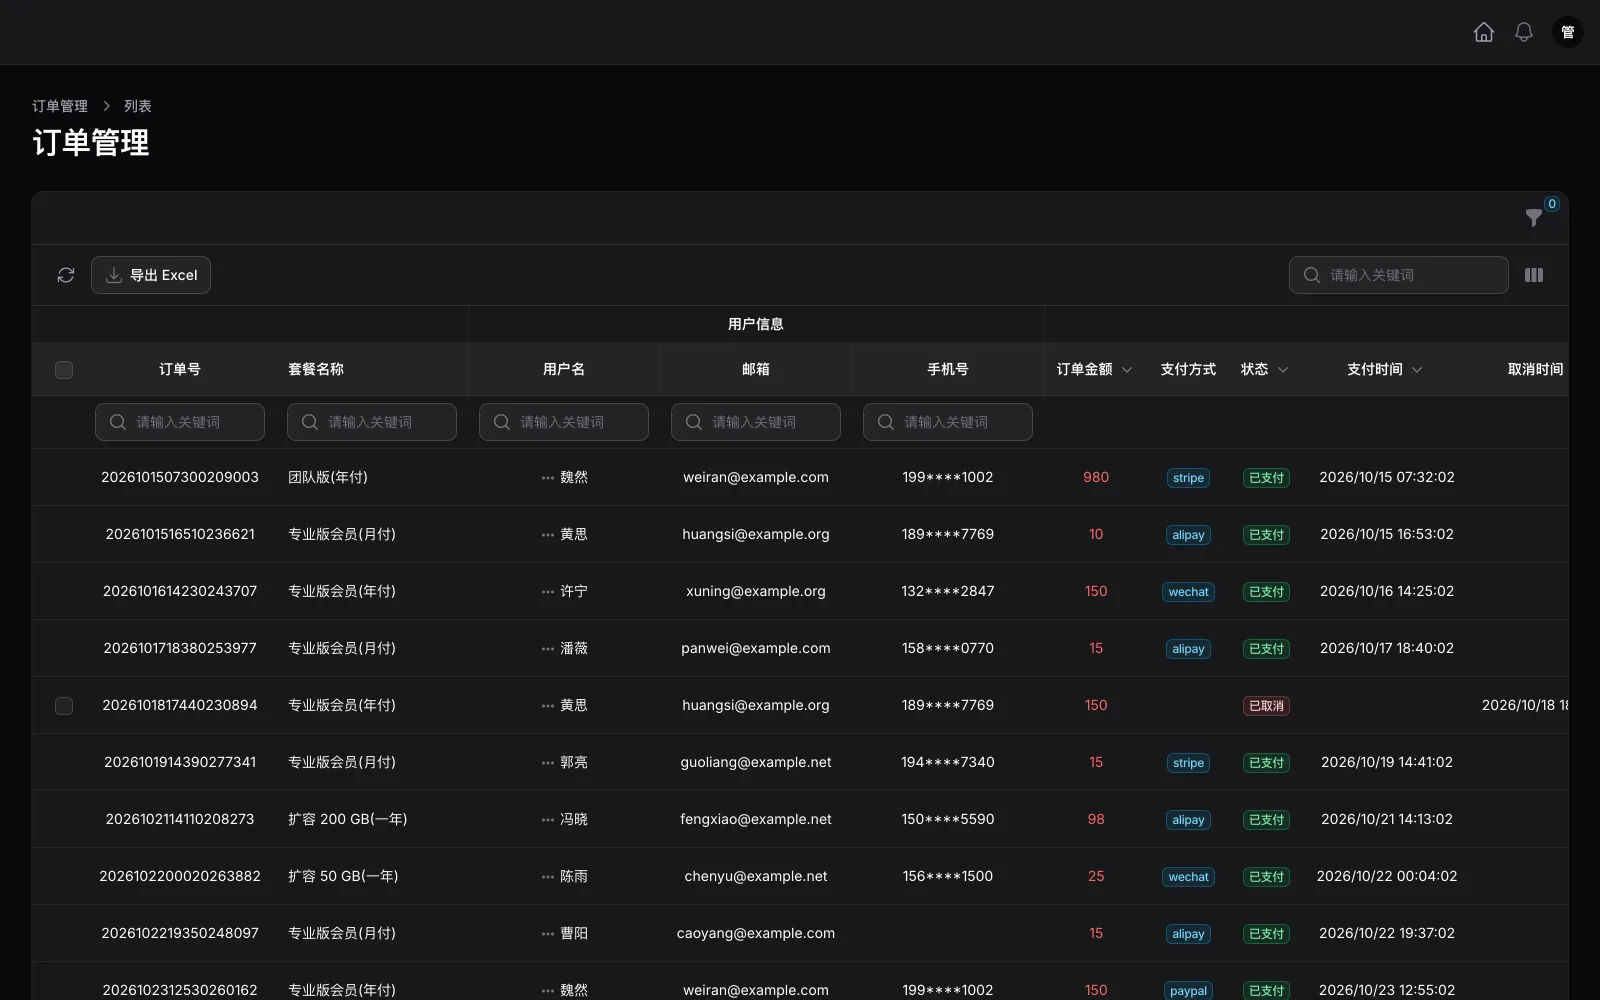 管
订单管理 > 列表
订单管理
0
导出 Excel 请输入关键词
用户信息
订单号 套餐名称 用户名 邮箱 手机号 订单金额 支付方式 状态 支付时间 取消时间
请输入关键词 请输入关键词 请输入关键词 请输入关键词 请输入关键词
2026101507300209003 团队版(年付) ··· 魏然 weiran@example.com 199****1002 980 stripe 已支付 2026/10/15 07:32:02
2026101516510236621 专业版会员(月付) ··· 黄思 huangsi@example.org 189****7769 10 alipay 已支付 2026/10/15 16:53:02
2026101614230243707 专业版会员(年付) ··· 许宁 xuning@example.org 132****2847 150 wechat 已支付 2026/10/16 14:25:02
2026101718380253977 专业版会员(月付) ··· 潘薇 panwei@example.com 158****0770 15 alipay 已支付 2026/10/17 18:40:02
2026101817440230894 专业版会员(年付) ··· 黄思 huangsi@example.org 189****7769 150 已取消 2026/10/18 18
2026101914390277341 专业版会员(月付) ··· 郭亮 guoliang@example.net 194****7340 15 stripe 已支付 2026/10/19 14:41:02
2026102114110208273 扩容 200 GB(一年) ··· 冯晓 fengxiao@example.net 150****5590 98 alipay 已支付 2026/10/21 14:13:02
2026102200020263882 扩容 50 GB(一年) ··· 陈雨 chenyu@example.net 156****1500 25 wechat 已支付 2026/10/22 00:04:02
2026102219350248097 专业版会员(月付) ··· 曹阳 caoyang@example.com 15 alipay 已支付 2026/10/22 19:37:02
2026102312530260162 专业版会员(年付) ··· 魏然 weiran@example.com 199****1002 150 paypal 已支付 2026/10/23 12:55:02